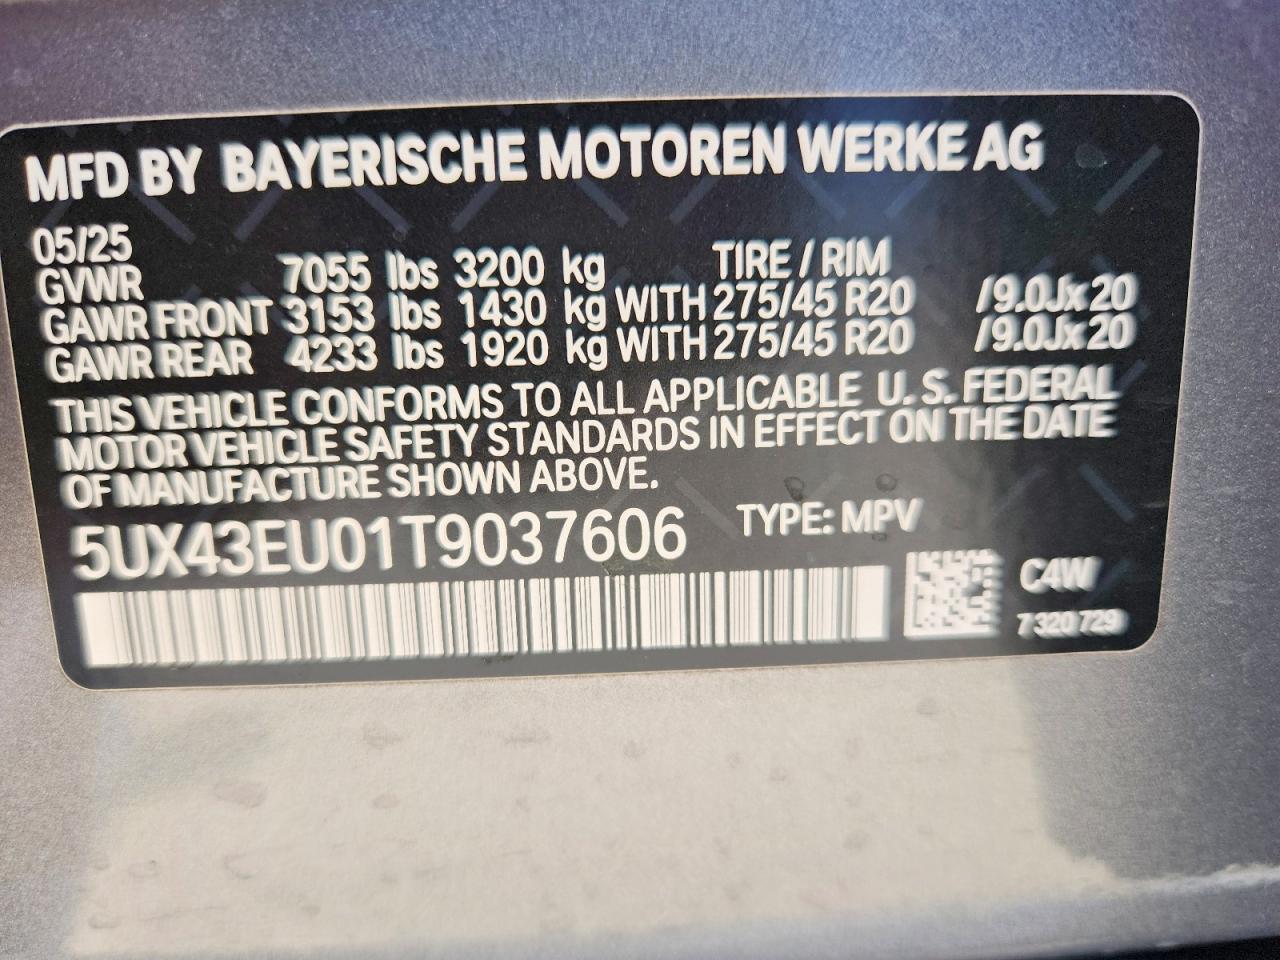 MFD BY BAYERISCHE MOTOREN WERKE AG
05/25
GVWR 7055 lbs 3200 kg TIRE / RIM
GAWR FRONT 3153 lbs 1430 kg WITH 275/45 R20 /9.0Jx20
GAWR REAR 4233 lbs 1920 kg WITH 275/45 R20 /9.0Jx20
THIS VEHICLE CONFORMS TO ALL APPLICABLE U.S. FEDERAL
MOTOR VEHICLE SAFETY STANDARDS IN EFFECT ON THE DATE
OF MANUFACTURE SHOWN ABOVE.
5UX43EU01T9037606 TYPE: MPV
C4W
7 320 729